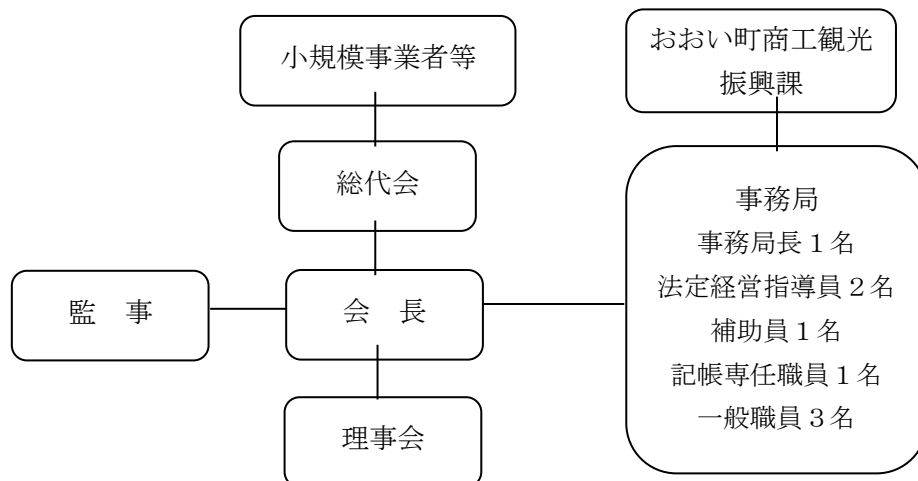 小規模事業者等
おおい町商工観光
振興課
総代会
事務局
事務局長１名
法定経営指導員２名
補助員１名
記帳専任職員１名
一般職員３名
監　事
会　長
理事会